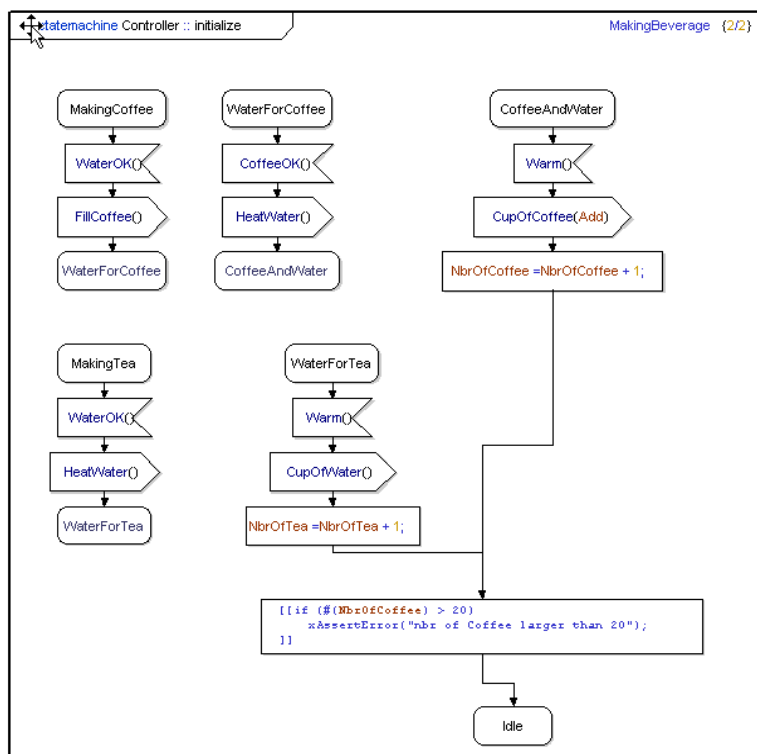 statemachine Controller :: initialize
MakingBeverage {2/2}
MakingCoffee
WaterOK()
FillCoffee()
WaterForCoffee
WaterForCoffee
CoffeeOK()
HeatWater()
CoffeeAndWater
CoffeeAndWater
Warm()
CupOfCoffee(Add)
NbrOfCoffee =NbrOfCoffee + 1;
MakingTea
WaterOK()
HeatWater()
WaterForTea
WaterForTea
Warm()
CupOfWater()
NbrOfTea =NbrOfTea + 1;
[[if (#(NbrOfCoffee) > 20)
xAssertError("nbr of Coffee larger than 20");
]]
Idle